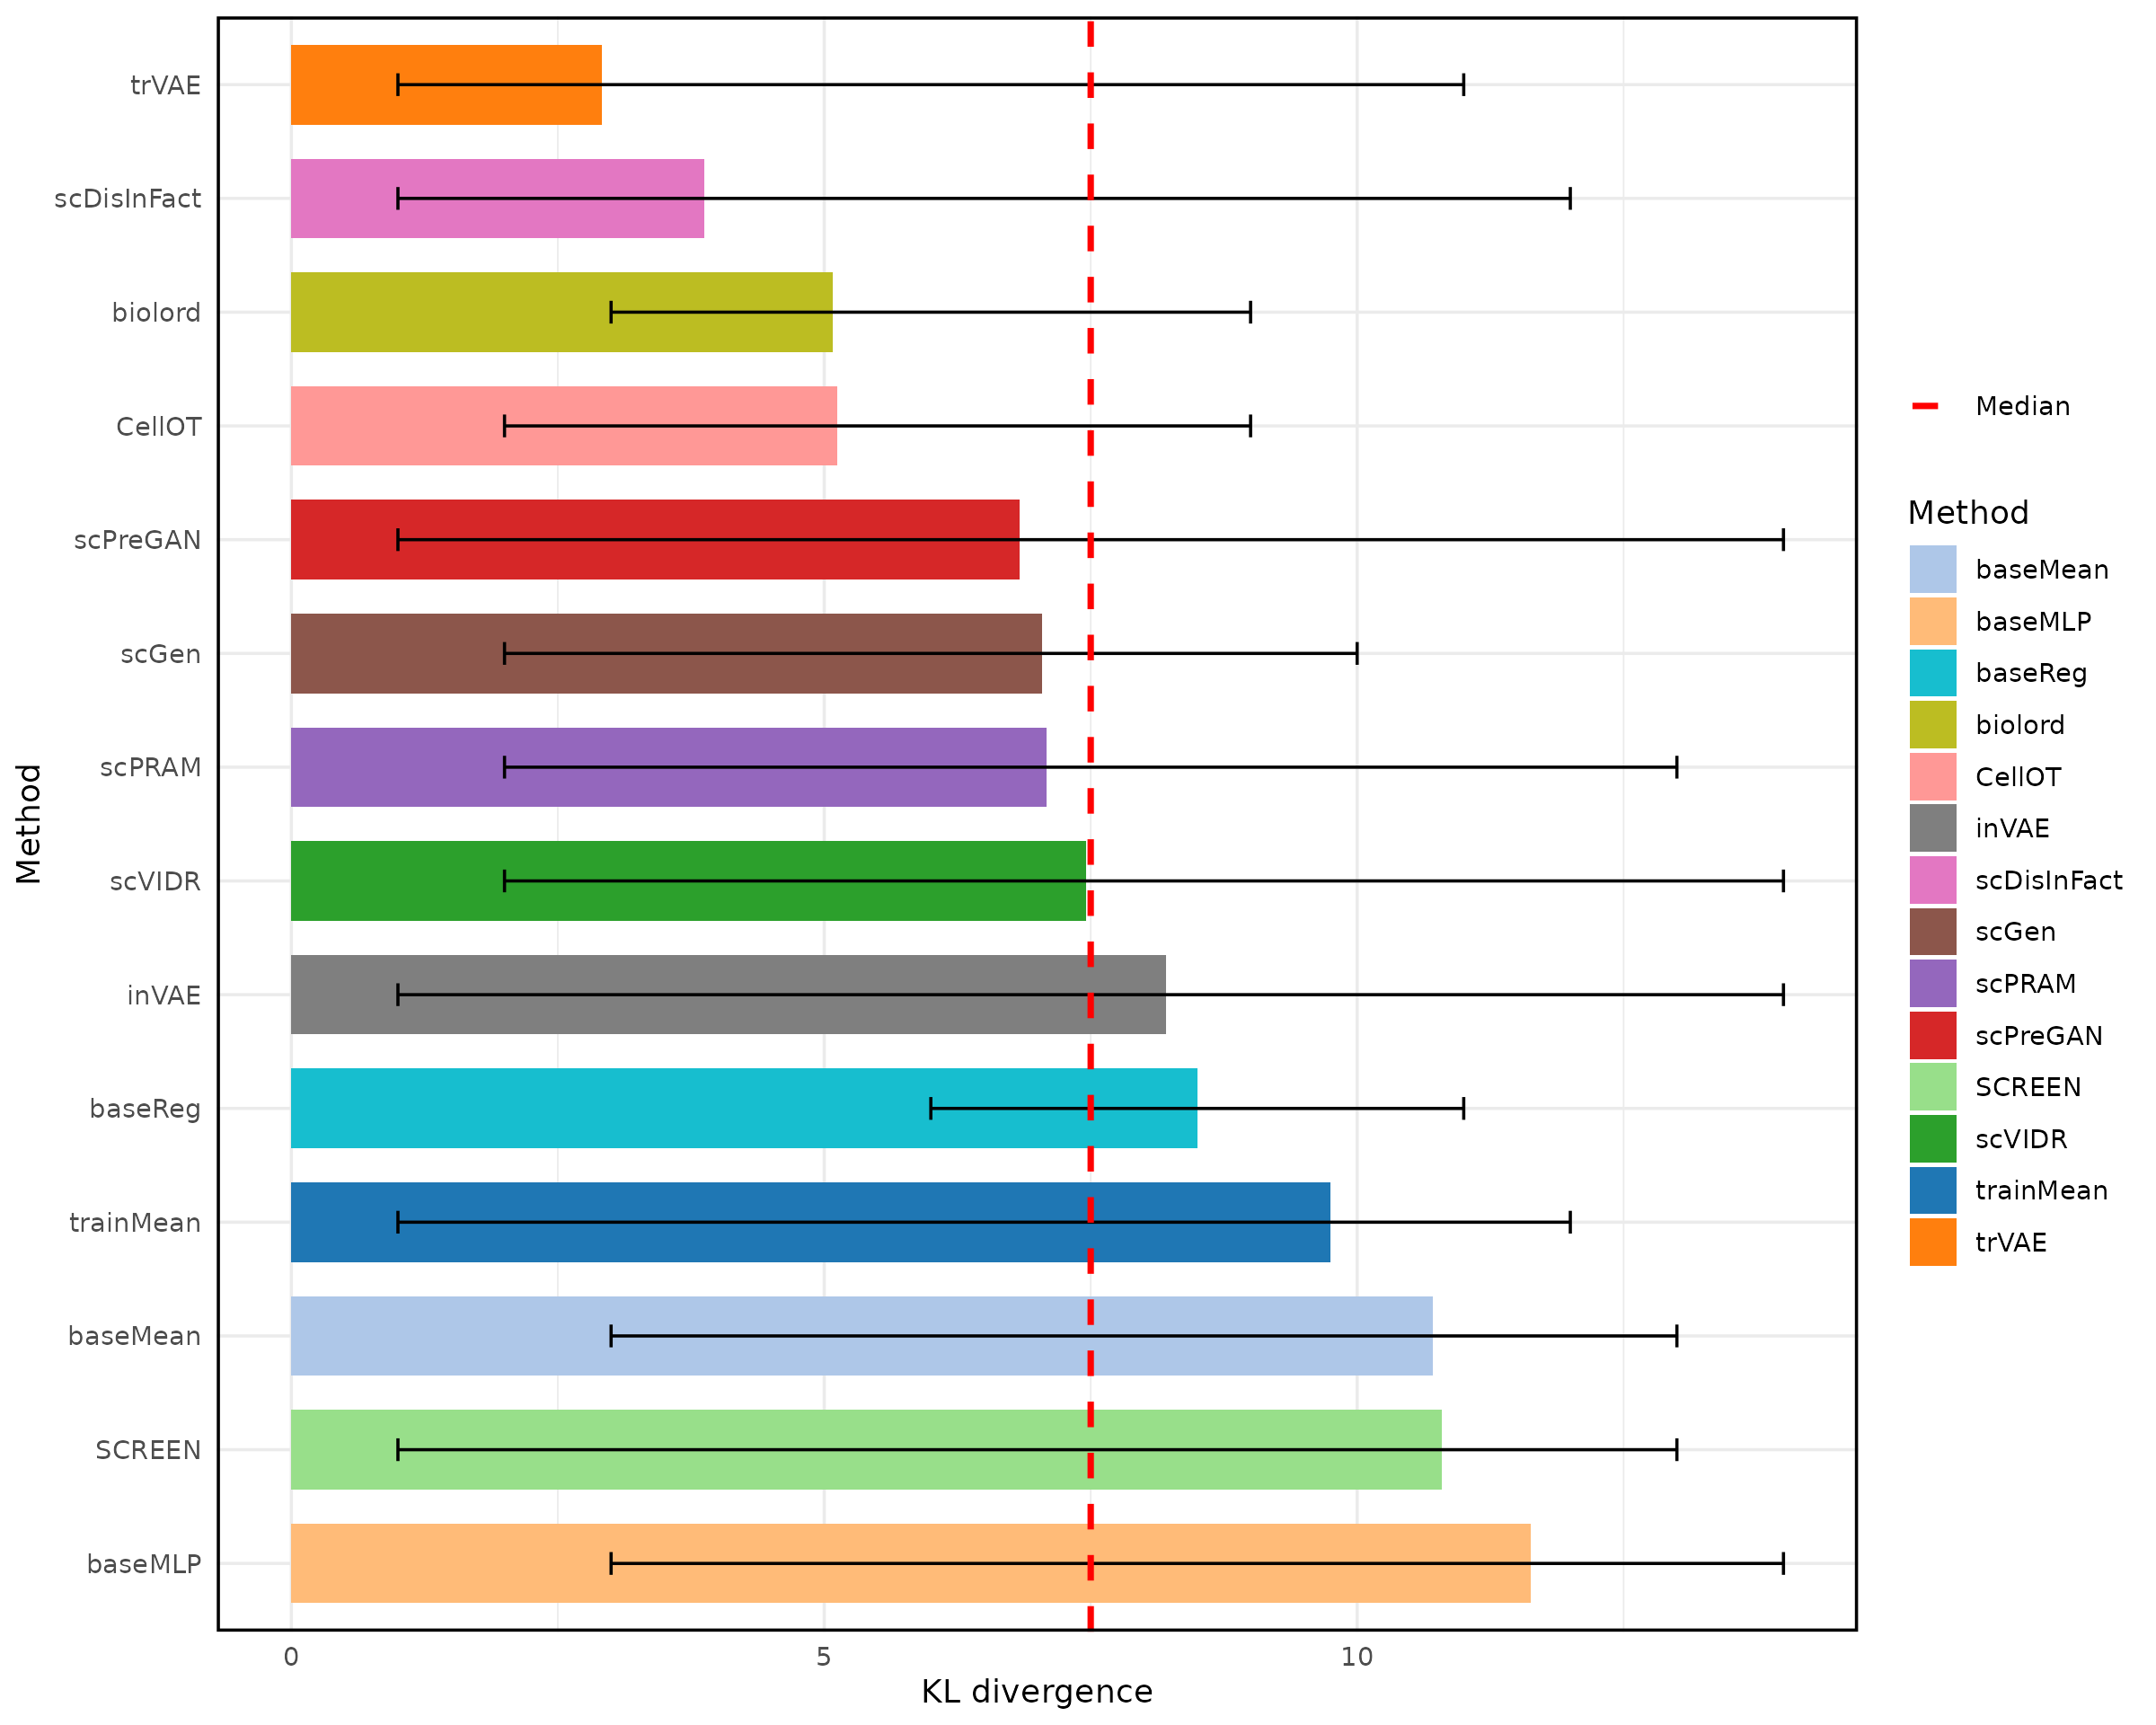 trVAE
scDisInFact
biolord
CellOT
scPreGAN
scGen
scPRAM
scVIDR
inVAE
baseReg
trainMean
baseMean
SCREEN
baseMLP
Method
0 5 10
KL divergence
Median
Method
baseMean
baseMLP
baseReg
biolord
CellOT
inVAE
scDisInFact
scGen
scPRAM
scPreGAN
SCREEN
scVIDR
trainMean
trVAE